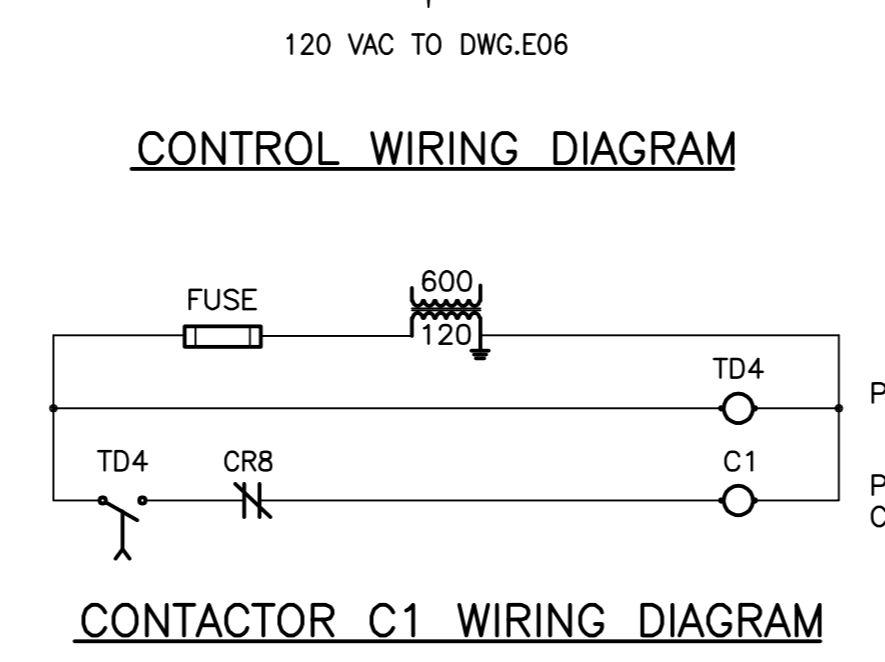 120 VAC TO DWG.E06
CONTROL WIRING DIAGRAM
600
FUSE
120
TD4
P
TD4
CR8
C1
P
C
CONTACTOR C1 WIRING DIAGRAM